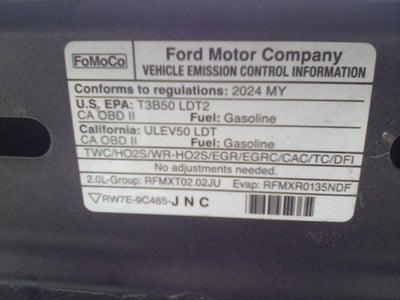 FoMoCo
Ford Motor Company
VEHICLE EMISSION CONTROL INFORMATION
Conforms to regulations: 2024 MY
U.S. EPA: T3B50 LDT2
CA OBD II Fuel: Gasoline
California: ULEV50 LDT
CA OBD II Fuel: Gasoline
TWC/HO2S/WR-HO2S/EGR/EGRC/CAC/TC/DFI
No adjustments needed.
2.0L-Group: RFMXT02.02JU Evap: RFMXR0135NDF
RW7E-9C485-J N C